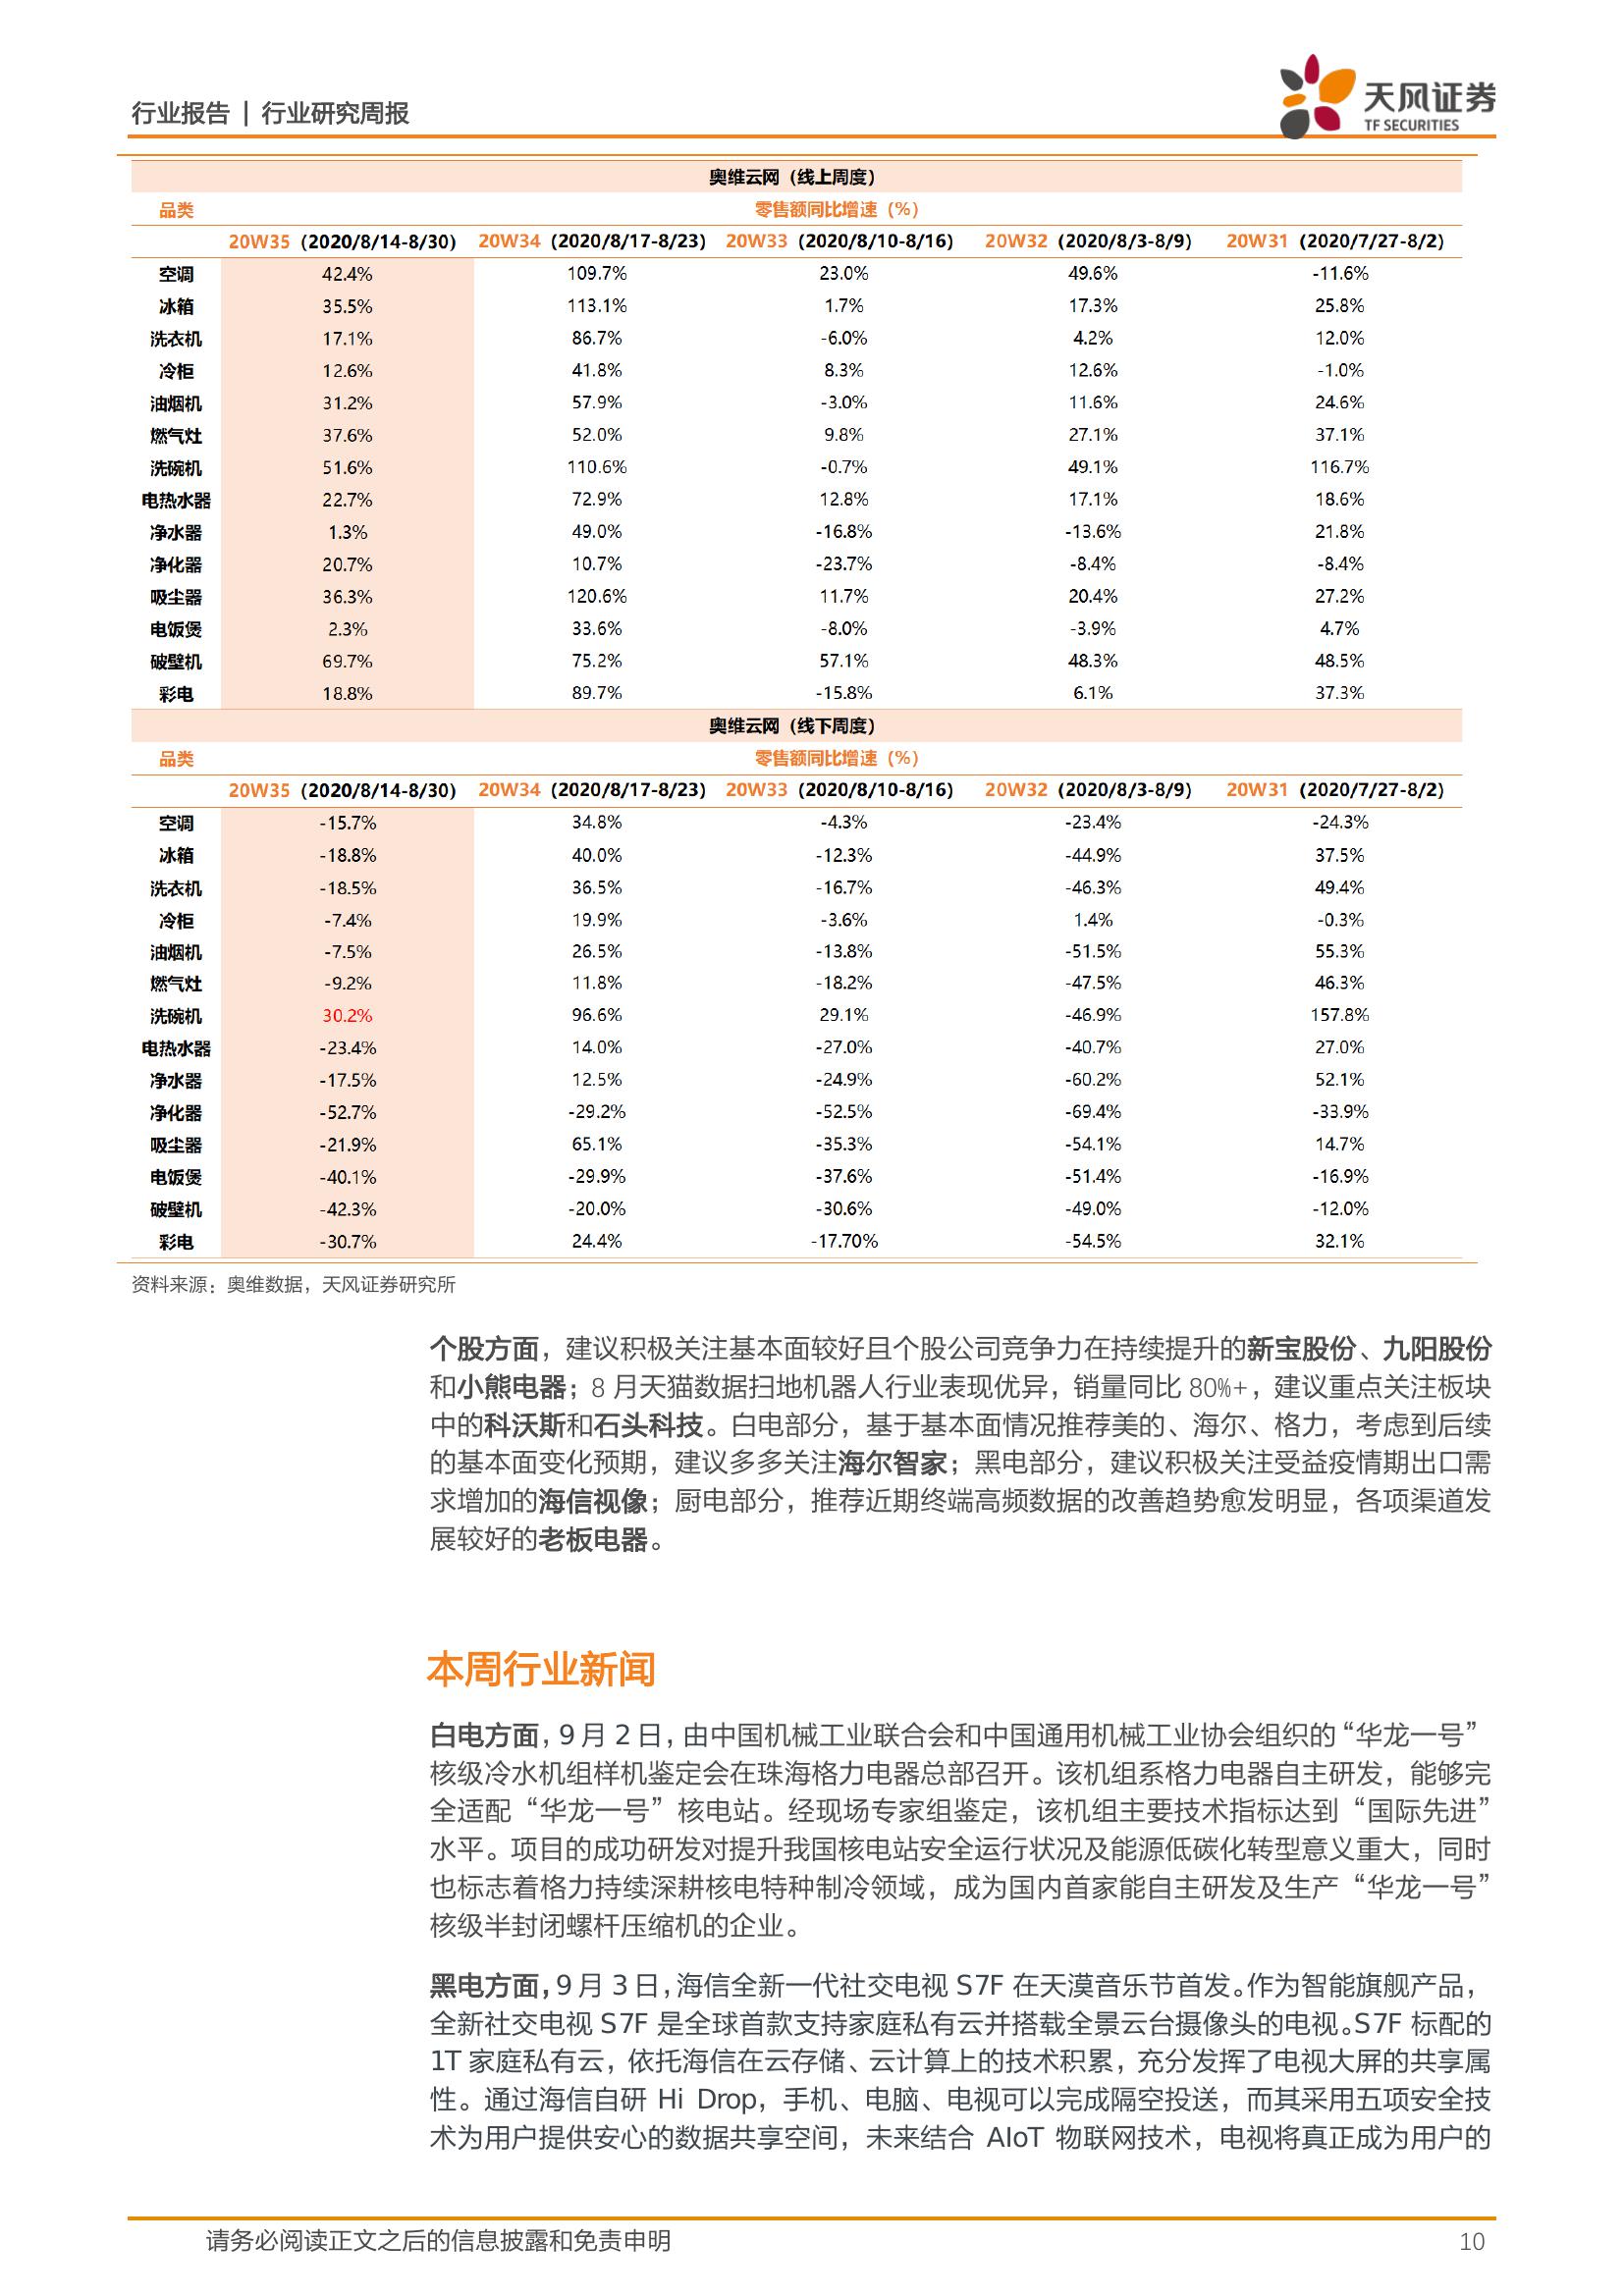 行业报告 | 行业研究周报
天风证券
TF SECURITIES
奥维云网（线上周度）
品类 零售额同比增速（%）
20W35（2020/8/14-8/30） 20W34（2020/8/17-8/23） 20W33（2020/8/10-8/16） 20W32（2020/8/3-8/9） 20W31（2020/7/27-8/2）
空调 42.4% 109.7% 23.0% 49.6% -11.6%
冰箱 35.5% 113.1% 1.7% 17.3% 25.8%
洗衣机 17.1% 86.7% -6.0% 4.2% 12.0%
冷柜 12.6% 41.8% 8.3% 12.6% -1.0%
油烟机 31.2% 57.9% -3.0% 11.6% 24.6%
燃气灶 37.6% 52.0% 9.8% 27.1% 37.1%
洗碗机 51.6% 110.6% -0.7% 49.1% 116.7%
电热水器 22.7% 72.9% 12.8% 17.1% 18.6%
净水器 1.3% 49.0% -16.8% -13.6% 21.8%
净化器 20.7% 10.7% -23.7% -8.4% -8.4%
吸尘器 36.3% 120.6% 11.7% 20.4% 27.2%
电饭煲 2.3% 33.6% -8.0% -3.9% 4.7%
破壁机 69.7% 75.2% 57.1% 48.3% 48.5%
彩电 18.8% 89.7% -15.8% 6.1% 37.3%
奥维云网（线下周度）
品类 零售额同比增速（%）
20W35（2020/8/14-8/30） 20W34（2020/8/17-8/23） 20W33（2020/8/10-8/16） 20W32（2020/8/3-8/9） 20W31（2020/7/27-8/2）
空调 -15.7% 34.8% -4.3% -23.4% -24.3%
冰箱 -18.8% 40.0% -12.3% -44.9% 37.5%
洗衣机 -18.5% 36.5% -16.7% -46.3% 49.4%
冷柜 -7.4% 19.9% -3.6% 1.4% -0.3%
油烟机 -7.5% 26.5% -13.8% -51.5% 55.3%
燃气灶 -9.2% 11.8% -18.2% -47.5% 46.3%
洗碗机 30.2% 96.6% 29.1% -46.9% 157.8%
电热水器 -23.4% 14.0% -27.0% -40.7% 27.0%
净水器 -17.5% 12.5% -24.9% -60.2% 52.1%
净化器 -52.7% -29.2% -52.5% -69.4% -33.9%
吸尘器 -21.9% 65.1% -35.3% -54.1% 14.7%
电饭煲 -40.1% -29.9% -37.6% -51.4% -16.9%
破壁机 -42.3% -20.0% -30.6% -49.0% -12.0%
彩电 -30.7% 24.4% -17.70% -54.5% 32.1%
资料来源：奥维数据，天风证券研究所
个股方面，建议积极关注基本面较好且个股公司竞争力在持续提升的新宝股份、九阳股份
和小熊电器；8 月天猫数据扫地机器人行业表现优异，销量同比 80%+，建议重点关注板块
中的科沃斯和石头科技。白电部分，基于基本面情况推荐美的、海尔、格力，考虑到后续
的基本面变化预期，建议多多关注海尔智家；黑电部分，建议积极关注受益疫情期出口需
求增加的海信视像；厨电部分，推荐近期终端高频数据的改善趋势愈发明显，各项渠道发
展较好的老板电器。
本周行业新闻
白电方面，9 月 2 日，由中国机械工业联合会和中国通用机械工业协会组织的“华龙一号”
核级冷水机组样机鉴定会在珠海格力电器总部召开。该机组系格力电器自主研发，能够完
全适配“华龙一号”核电站。经现场专家组鉴定，该机组主要技术指标达到“国际先进”
水平。项目的成功研发对提升我国核电站安全运行状况及能源低碳化转型意义重大，同时
也标志着格力持续深耕核电特种制冷领域，成为国内首家能自主研发及生产“华龙一号”
核级半封闭螺杆压缩机的企业。
黑电方面，9 月 3 日，海信全新一代社交电视 S7F 在天漠音乐节首发。作为智能旗舰产品，
全新社交电视 S7F 是全球首款支持家庭私有云并搭载全景云台摄像头的电视。S7F 标配的
1T 家庭私有云，依托海信在云存储、云计算上的技术积累，充分发挥了电视大屏的共享属
性。通过海信自研 Hi Drop，手机、电脑、电视可以完成隔空投送，而其采用五项安全技
术为用户提供安心的数据共享空间，未来结合 AIoT 物联网技术，电视将真正成为用户的
请务必阅读正文之后的信息披露和免责申明 10